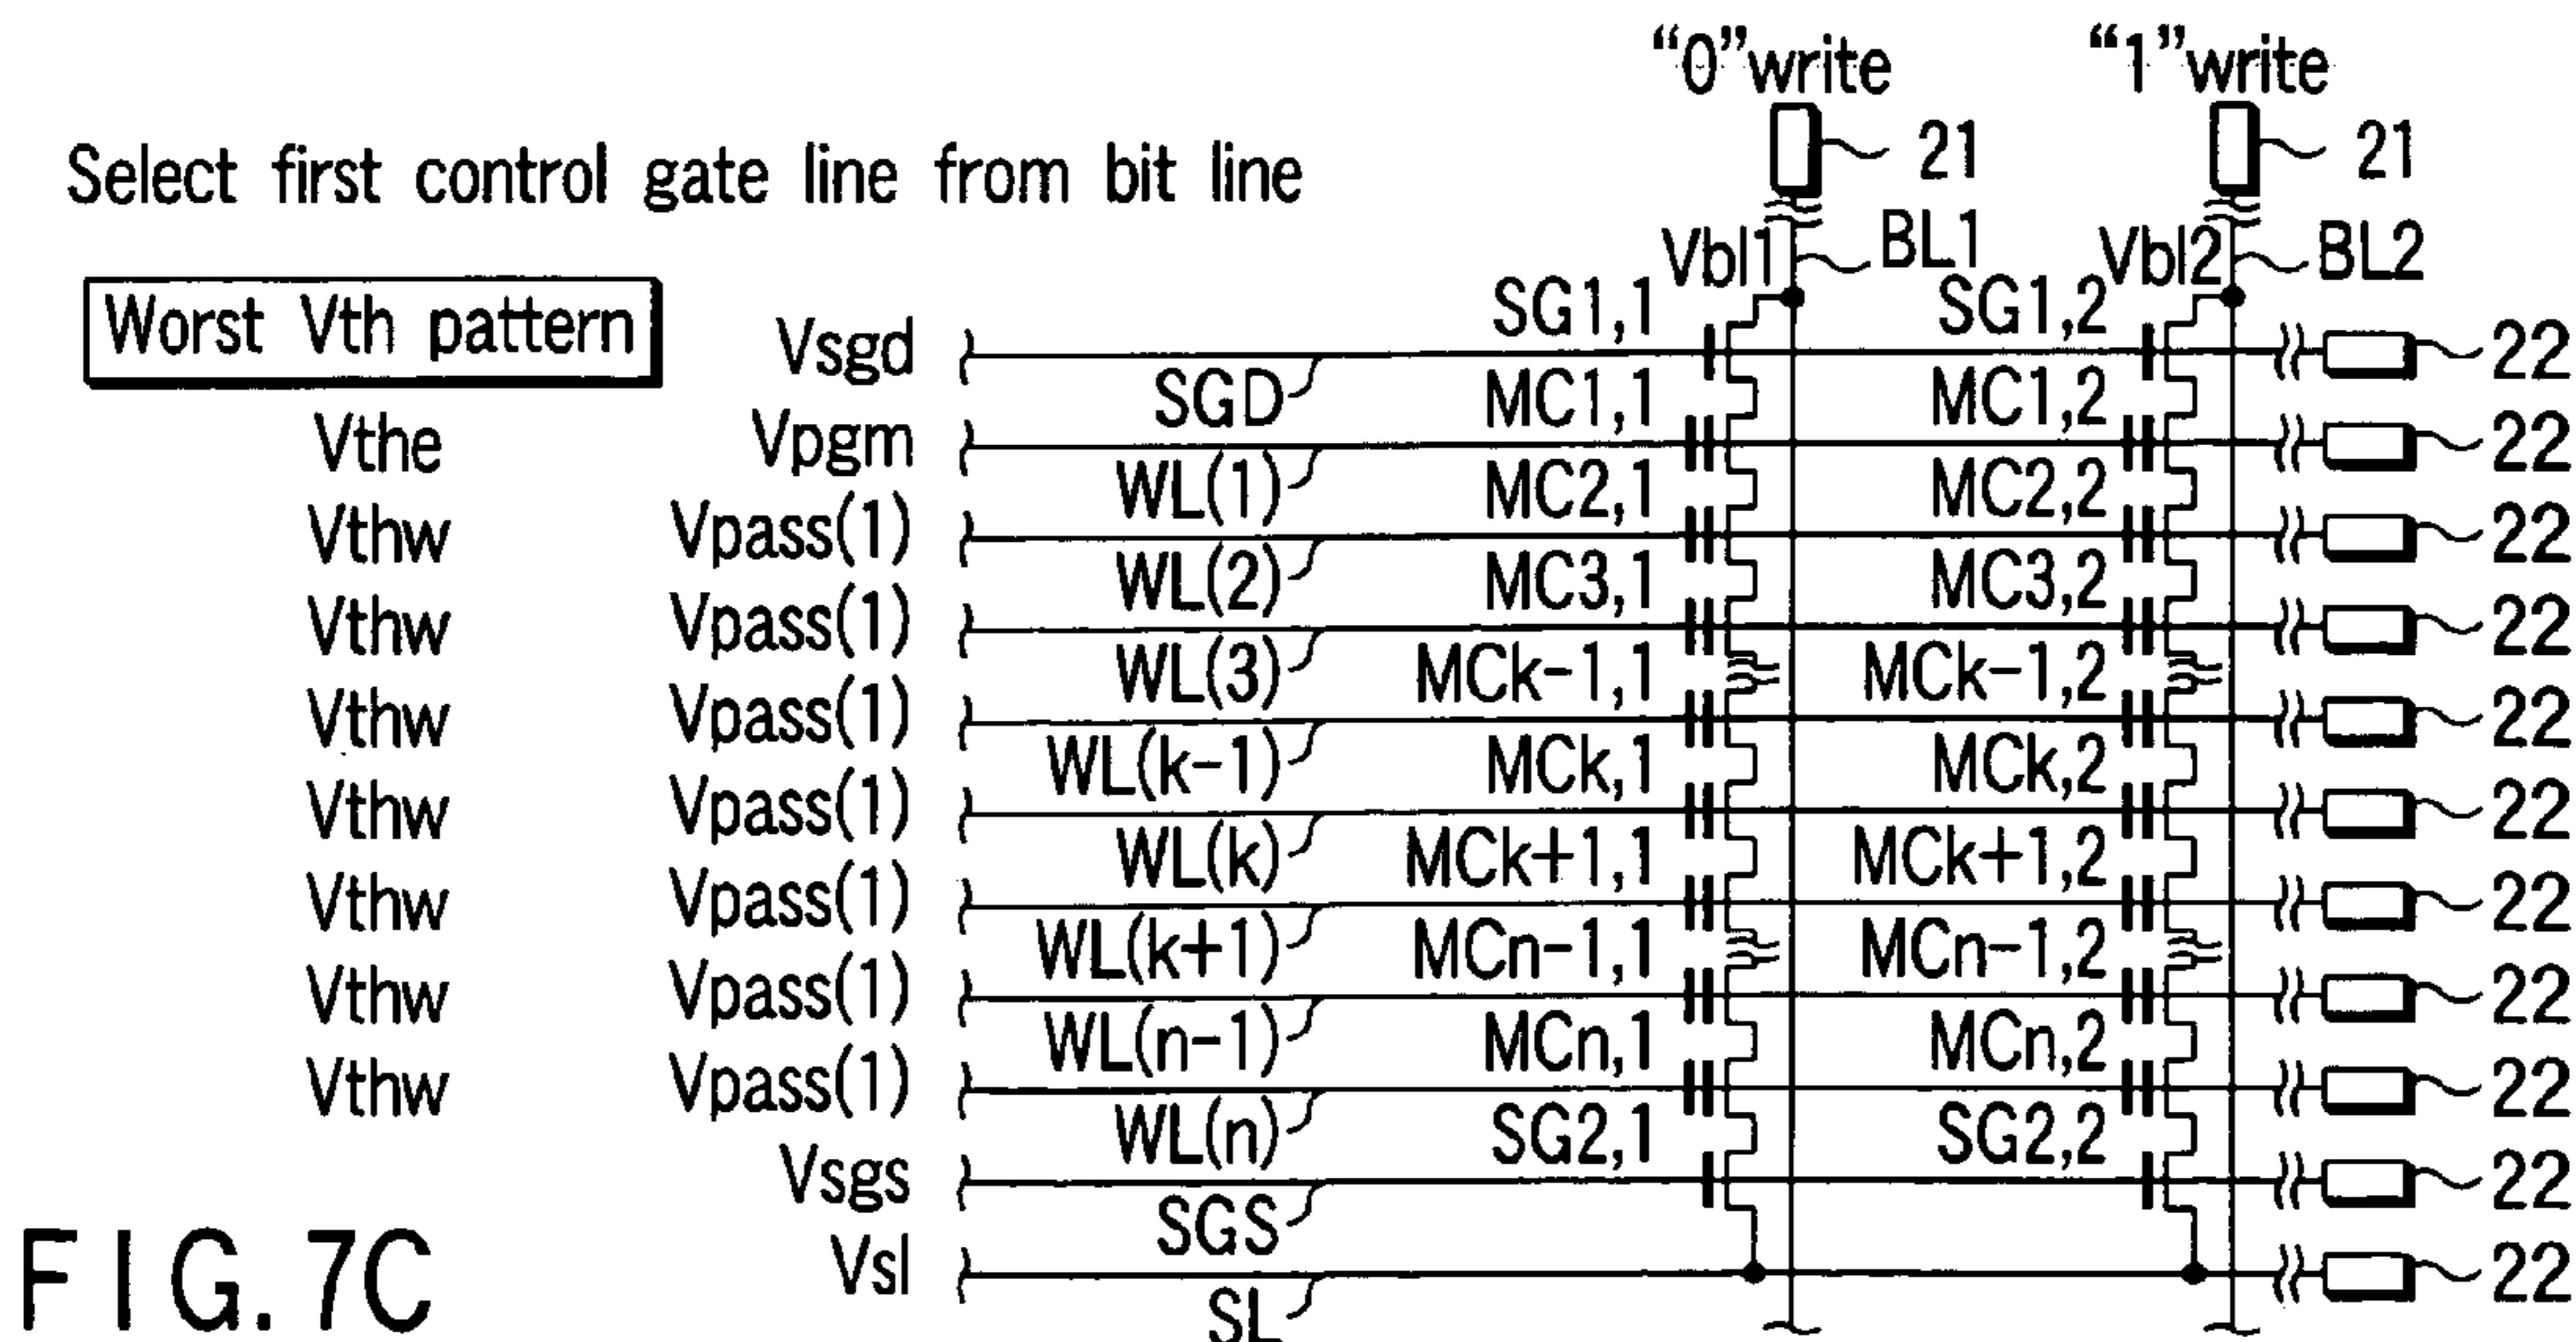 “0”write “1”write
21 21
Select first control gate line from bit line
Vbl1 BL1 Vbl2 BL2
Worst Vth pattern
SG1,1 SG1,2
Vsgd 22
SGD MC1,1 MC1,2
Vthe Vpgm 22
WL(1) MC2,1 MC2,2
Vthw Vpass(1) 22
WL(2) MC3,1 MC3,2
Vthw Vpass(1) 22
WL(3) MCk-1,1 MCk-1,2
Vthw Vpass(1) 22
WL(k-1) MCk,1 MCk,2
Vthw Vpass(1) 22
WL(k) MCk+1,1 MCk+1,2
Vthw Vpass(1) 22
WL(k+1) MCn-1,1 MCn-1,2
Vthw Vpass(1) 22
WL(n-1) MCn,1 MCn,2
Vthw Vpass(1) 22
WL(n) SG2,1 SG2,2
Vsgs 22
SGS
Vsl 22
SL
FIG. 7C